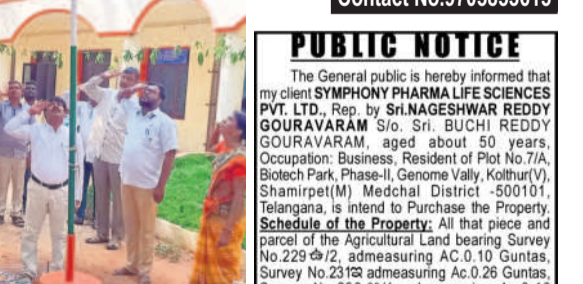 Contact No.9703899019
PUBLIC NOTICE
The General public is hereby informed that
my client SYMPHONY PHARMA LIFE SCIENCES
PVT. LTD., Rep. by Sri.NAGESHWAR REDDY
GOURAVARAM S/o. Sri. BUCHI REDDY
GOURAVARAM, aged about 50 years,
Occupation: Business, Resident of Plot No.7/A,
Biotech Park, Phase-II, Genome Vally, Kolthur(V),
Shamirpet(M) Medchal District -500101,
Telangana, is intend to Purchase the Property.
Schedule of the Property: All that piece and
parcel of the Agricultural Land bearing Survey
No.229 /2, admeasuring AC.0.10 Guntas,
Survey No.231 admeasuring Ac.0.26 Guntas,